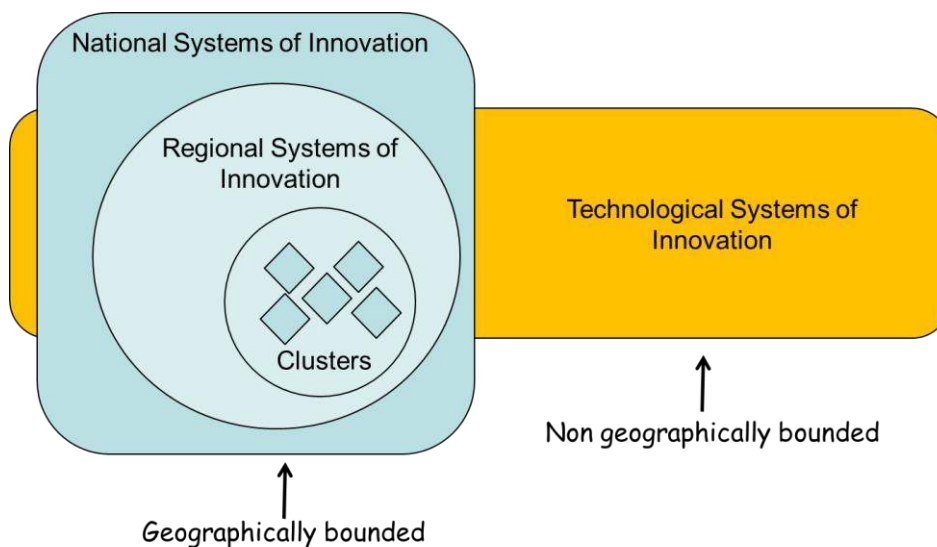 National Systems of Innovation
Regional Systems of
Innovation
Technological Systems of
Innovation
Clusters
Non geographically bounded
Geographically bounded